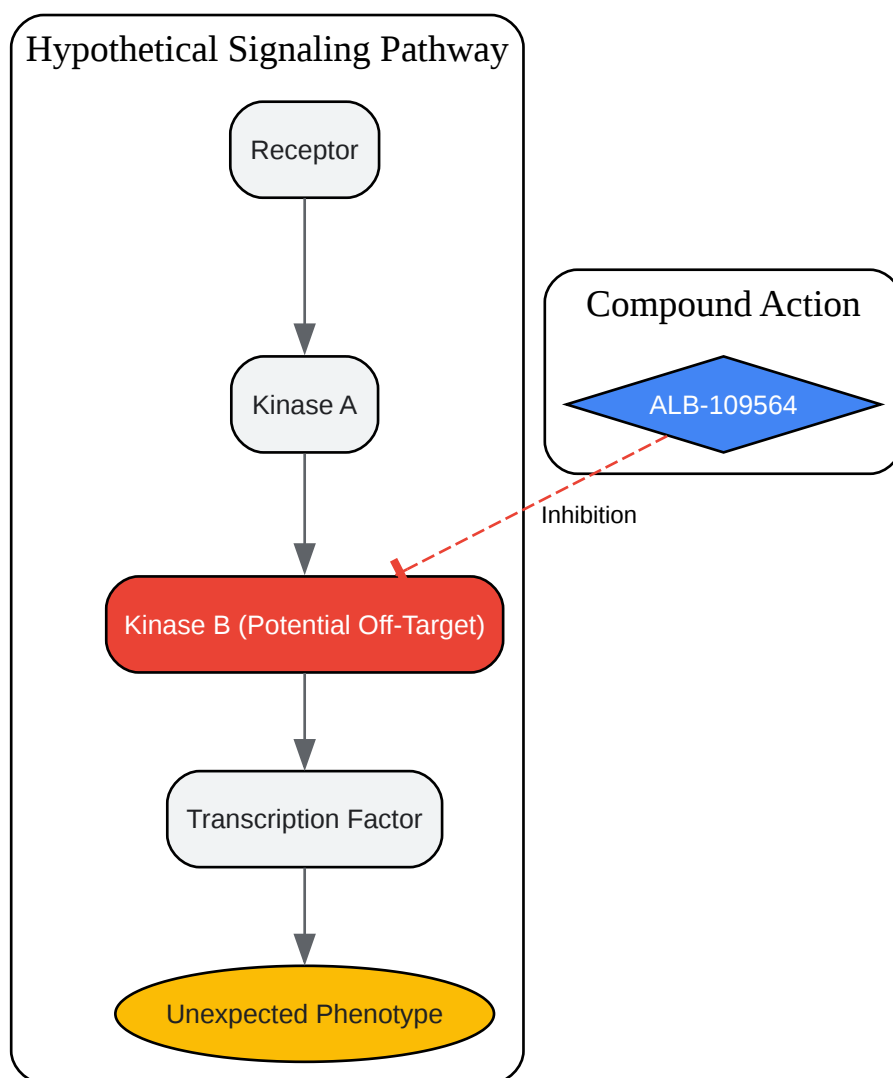 Hypothetical Signaling Pathway
Receptor
Compound Action
Kinase A
ALB-109564
Inhibition
Kinase B (Potential Off-Target)
Transcription Factor
Unexpected Phenotype